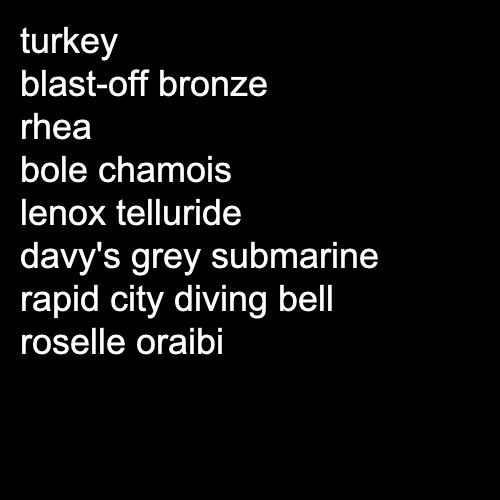 turkey
blast-off bronze
rhea
bole chamois
lenox telluride
davy's grey submarine
rapid city diving bell
roselle oraibi